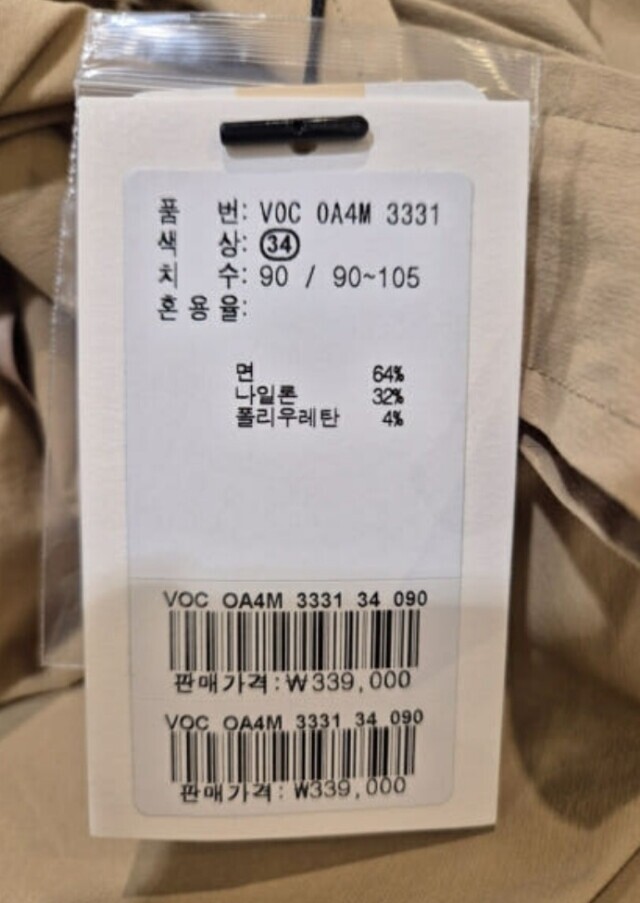 품 번: VOC 0A4M 3331
색 상: 34
치 수: 90 / 90~105
혼용율:
면 64%
나일론 32%
폴리우레탄 4%
VOC OA4M 3331 34 090
판매가격:₩339,000
VOC OA4M 3331 34 090
판매가격:₩339,000